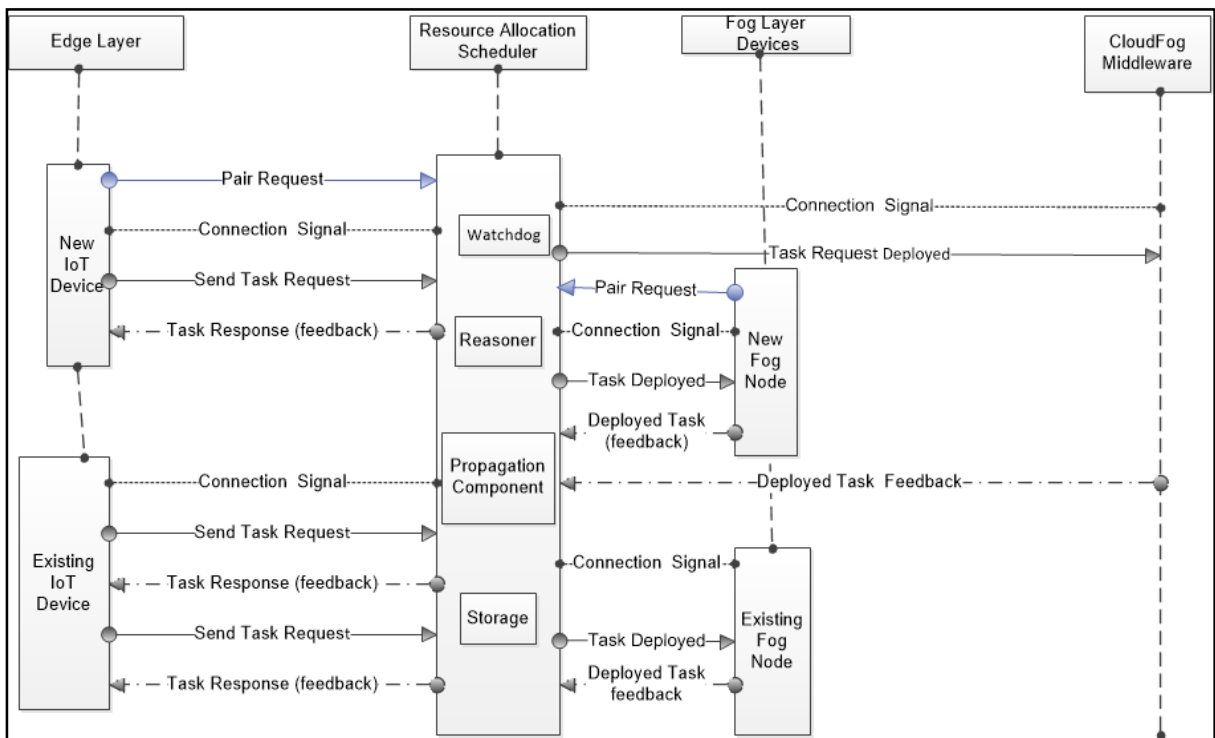 Edge Layer
Resource Allocation
Scheduler
Fog Layer
Devices
CloudFog
Middleware
Pair Request
Connection Signal
Connection Signal
Watchdog
New
IoT
Device
Task Request Deployed
Send Task Request
Pair Request
Task Response (feedback)
Reasoner
Connection Signal
New
Fog
Node
Task Deployed
Deployed Task
(feedback)
Propagation
Component
Connection Signal
Deployed Task Feedback
Send Task Request
Existing
IoT
Device
Connection Signal
Task Response (feedback)
Storage
Existing
Fog
Node
Send Task Request
Task Deployed
Task Response (feedback)
Deployed Task
feedback